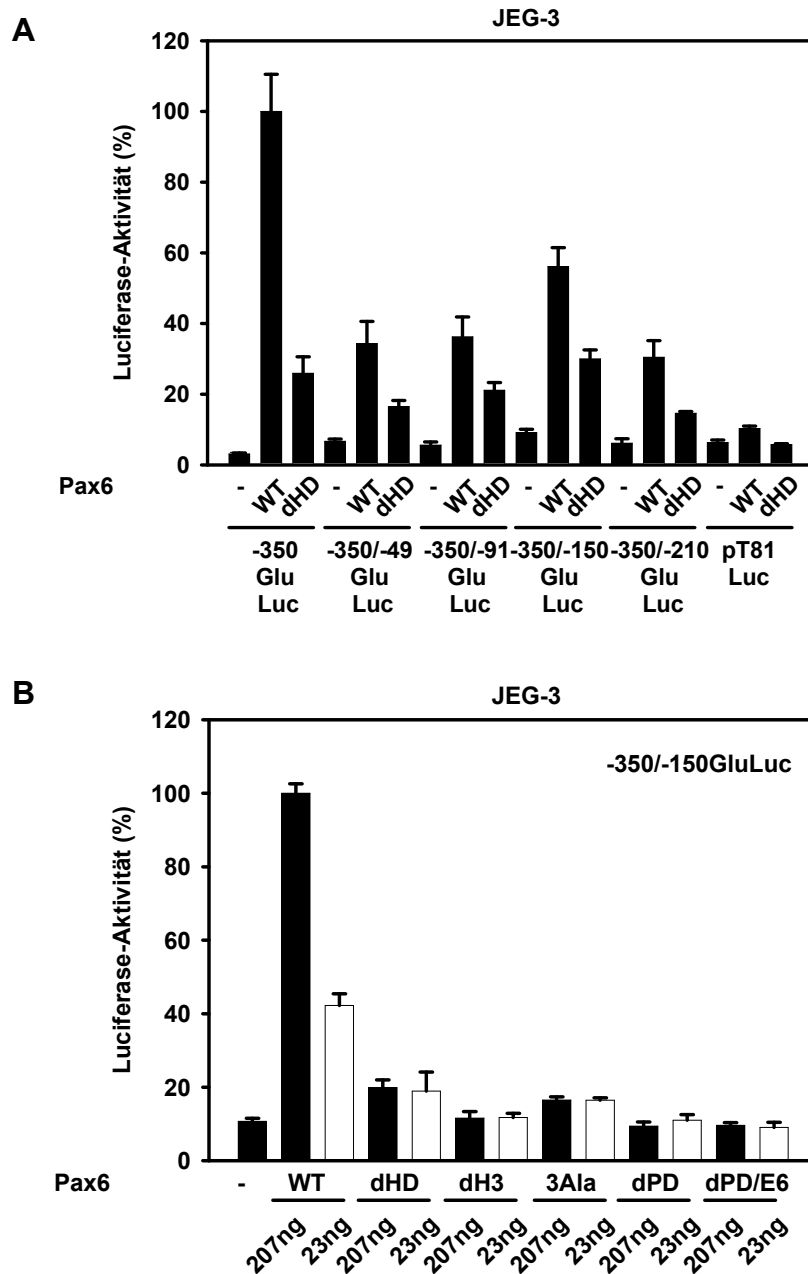 A
JEG-3
Luciferase-Aktivität (%)
120
100
80
60
40
20
0
Pax6
- WT dHD - WT dHD - WT dHD - WT dHD - WT dHD - WT dHD
-350 -350/-49 -350/-91 -350/-150 -350/-210 pT81
Glu Glu Glu Glu Glu Luc
Luc Luc Luc Luc Luc
B
JEG-3
-350/-150GluLuc
Luciferase-Aktivität (%)
120
100
80
60
40
20
0
Pax6
- WT dHD dH3 3Ala dPD dPD/E6
207ng 23ng 207ng 23ng 207ng 23ng 207ng 23ng 207ng 23ng 207ng 23ng